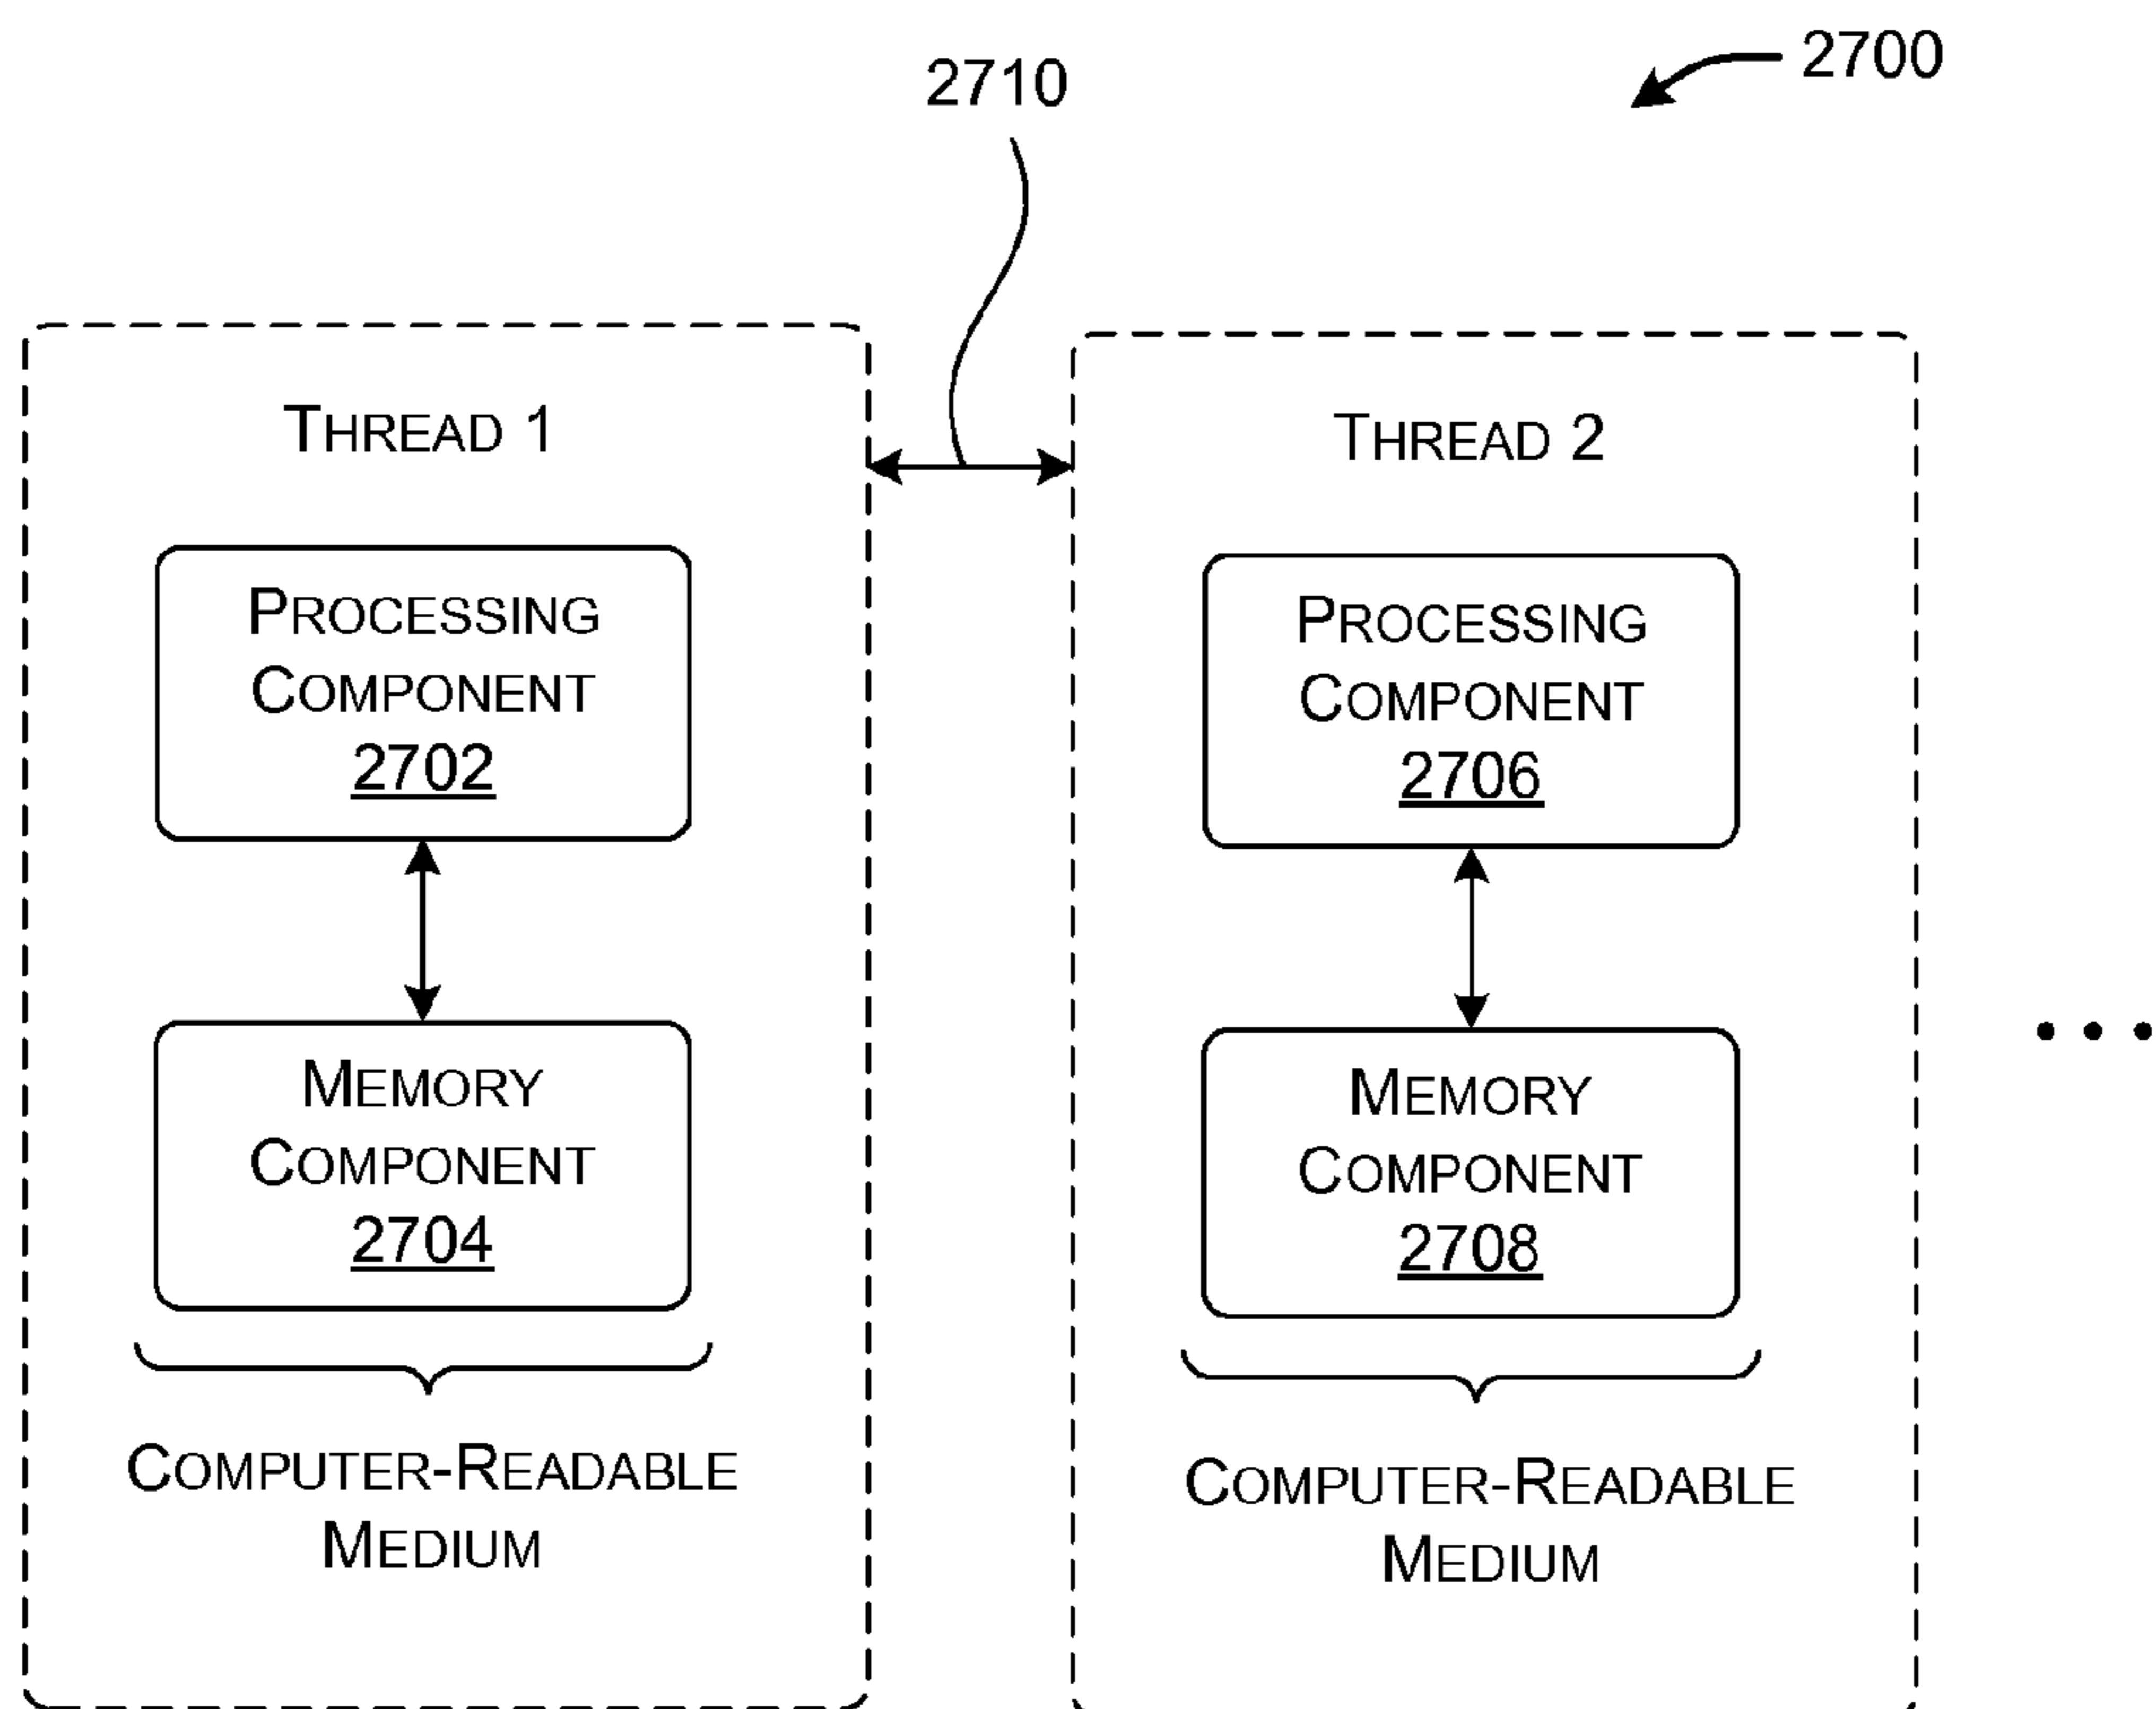 2710
2700
THREAD 1
PROCESSING
COMPONENT
2702
MEMORY
COMPONENT
2704
COMPUTER-READABLE
MEDIUM
THREAD 2
PROCESSING
COMPONENT
2706
MEMORY
COMPONENT
2708
COMPUTER-READABLE
MEDIUM
• • •